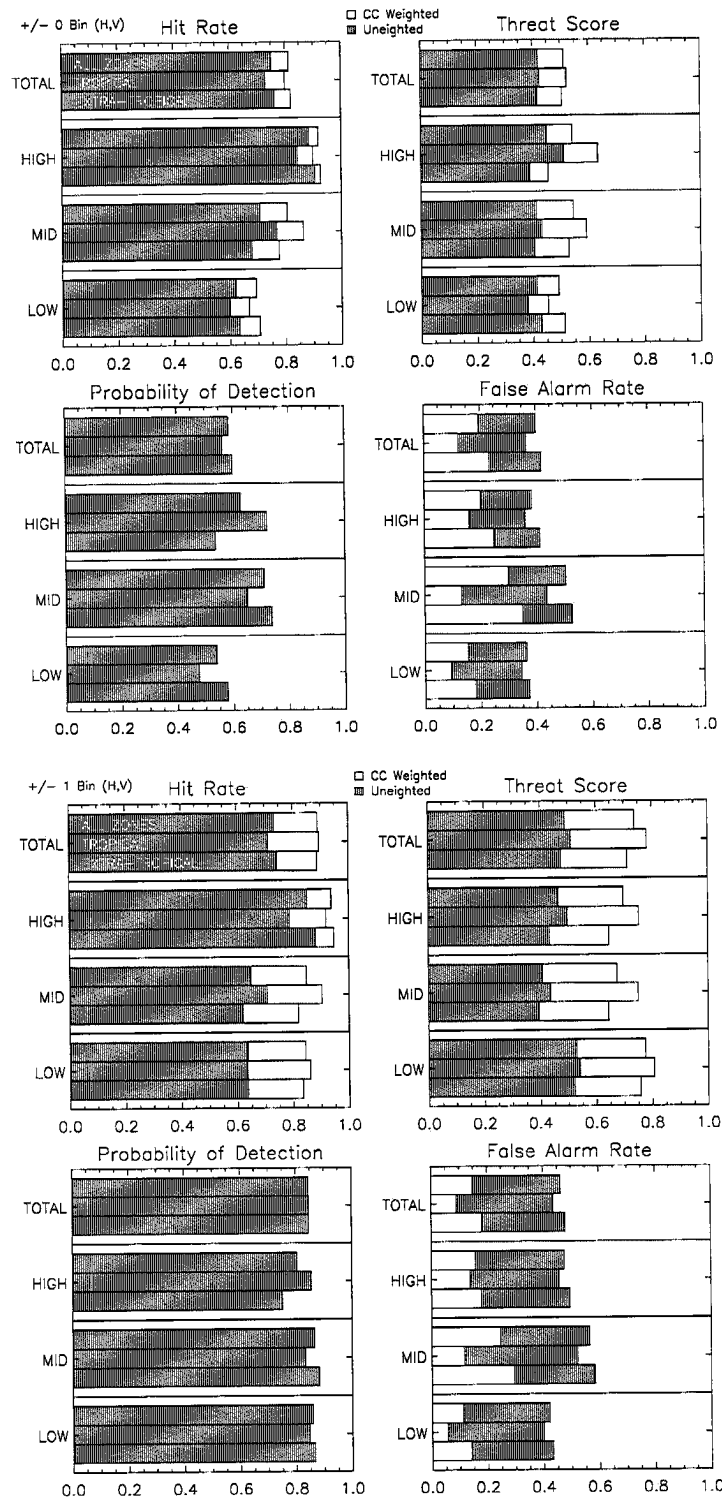 +/- 0 Bin (H,V)
Hit Rate
CC Weighted
Uneighted
Threat Score
TOTAL
ALL ZONES
TROPICAL
EXTRA-TROPICAL
HIGH
MID
LOW
0.0 0.2 0.4 0.6 0.8 1.0
TOTAL
HIGH
MID
LOW
0.0 0.2 0.4 0.6 0.8 1.0
Probability of Detection
False Alarm Rate
TOTAL
HIGH
MID
LOW
0.0 0.2 0.4 0.6 0.8 1.0
TOTAL
HIGH
MID
LOW
0.0 0.2 0.4 0.6 0.8 1.0
+/- 1 Bin (H,V)
Hit Rate
CC Weighted
Uneighted
Threat Score
TOTAL
ALL ZONES
TROPICAL
EXTRA-TROPICAL
HIGH
MID
LOW
0.0 0.2 0.4 0.6 0.8 1.0
TOTAL
HIGH
MID
LOW
0.0 0.2 0.4 0.6 0.8 1.0
Probability of Detection
False Alarm Rate
TOTAL
HIGH
MID
LOW
0.0 0.2 0.4 0.6 0.8 1.0
TOTAL
HIGH
MID
LOW
0.0 0.2 0.4 0.6 0.8 1.0